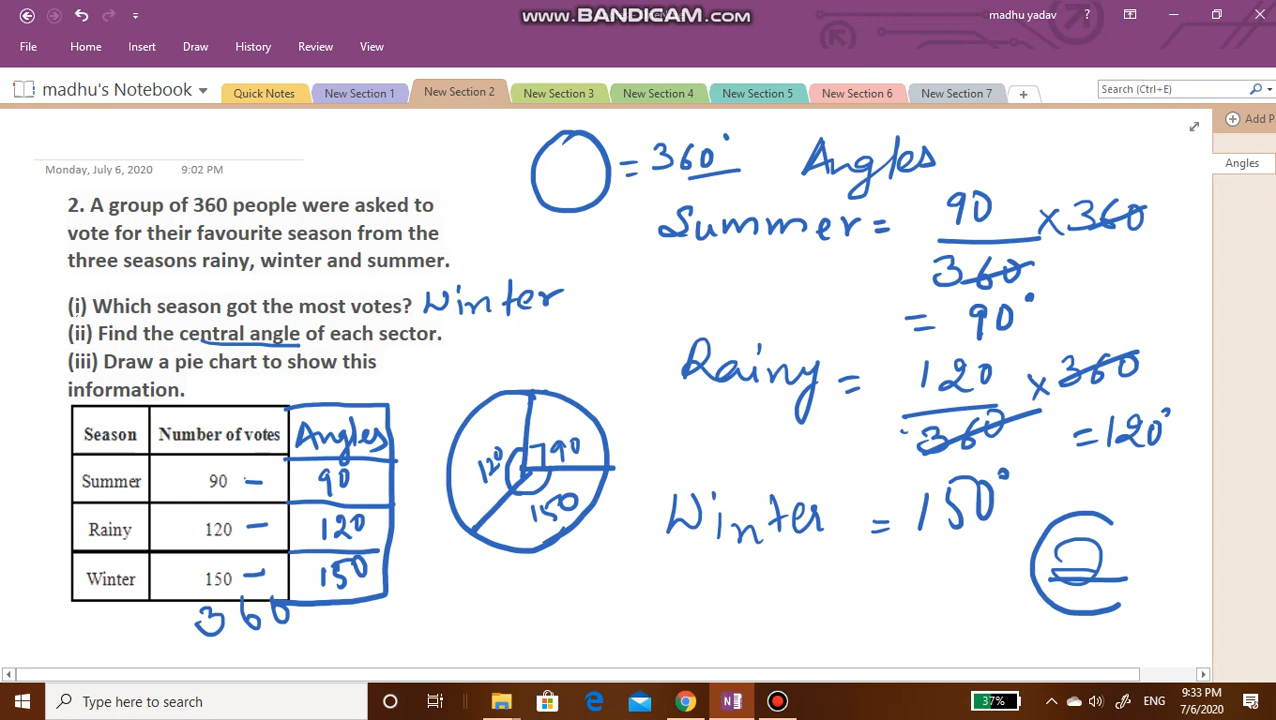 www.BANDICAM.com
madhu yadav
?
File Home Insert Draw History Review View
madhu's Notebook
Quick Notes
New Section 1
New Section 2
New Section 3
New Section 4
New Section 5
New Section 6
New Section 7
Search (Ctrl+E)
Add P
Angles
Monday, July 6, 2020 9:02 PM
2. A group of 360 people were asked to
vote for their favourite season from the
three seasons rainy, winter and summer.
(i) Which season got the most votes? Winter
(ii) Find the central angle of each sector.
(iii) Draw a pie chart to show this
information.
Season Number of votes Angles
Summer 90 - 90
Rainy 120 - 120
Winter 150 - 150
360
120 90
150
= 360° Angles
Summer = 90/360 × 360
= 90°
Rainy = 120/360 × 360
= 120°
Winter = 150°
2
Type here to search
37%
ENG
9:33 PM
7/6/2020